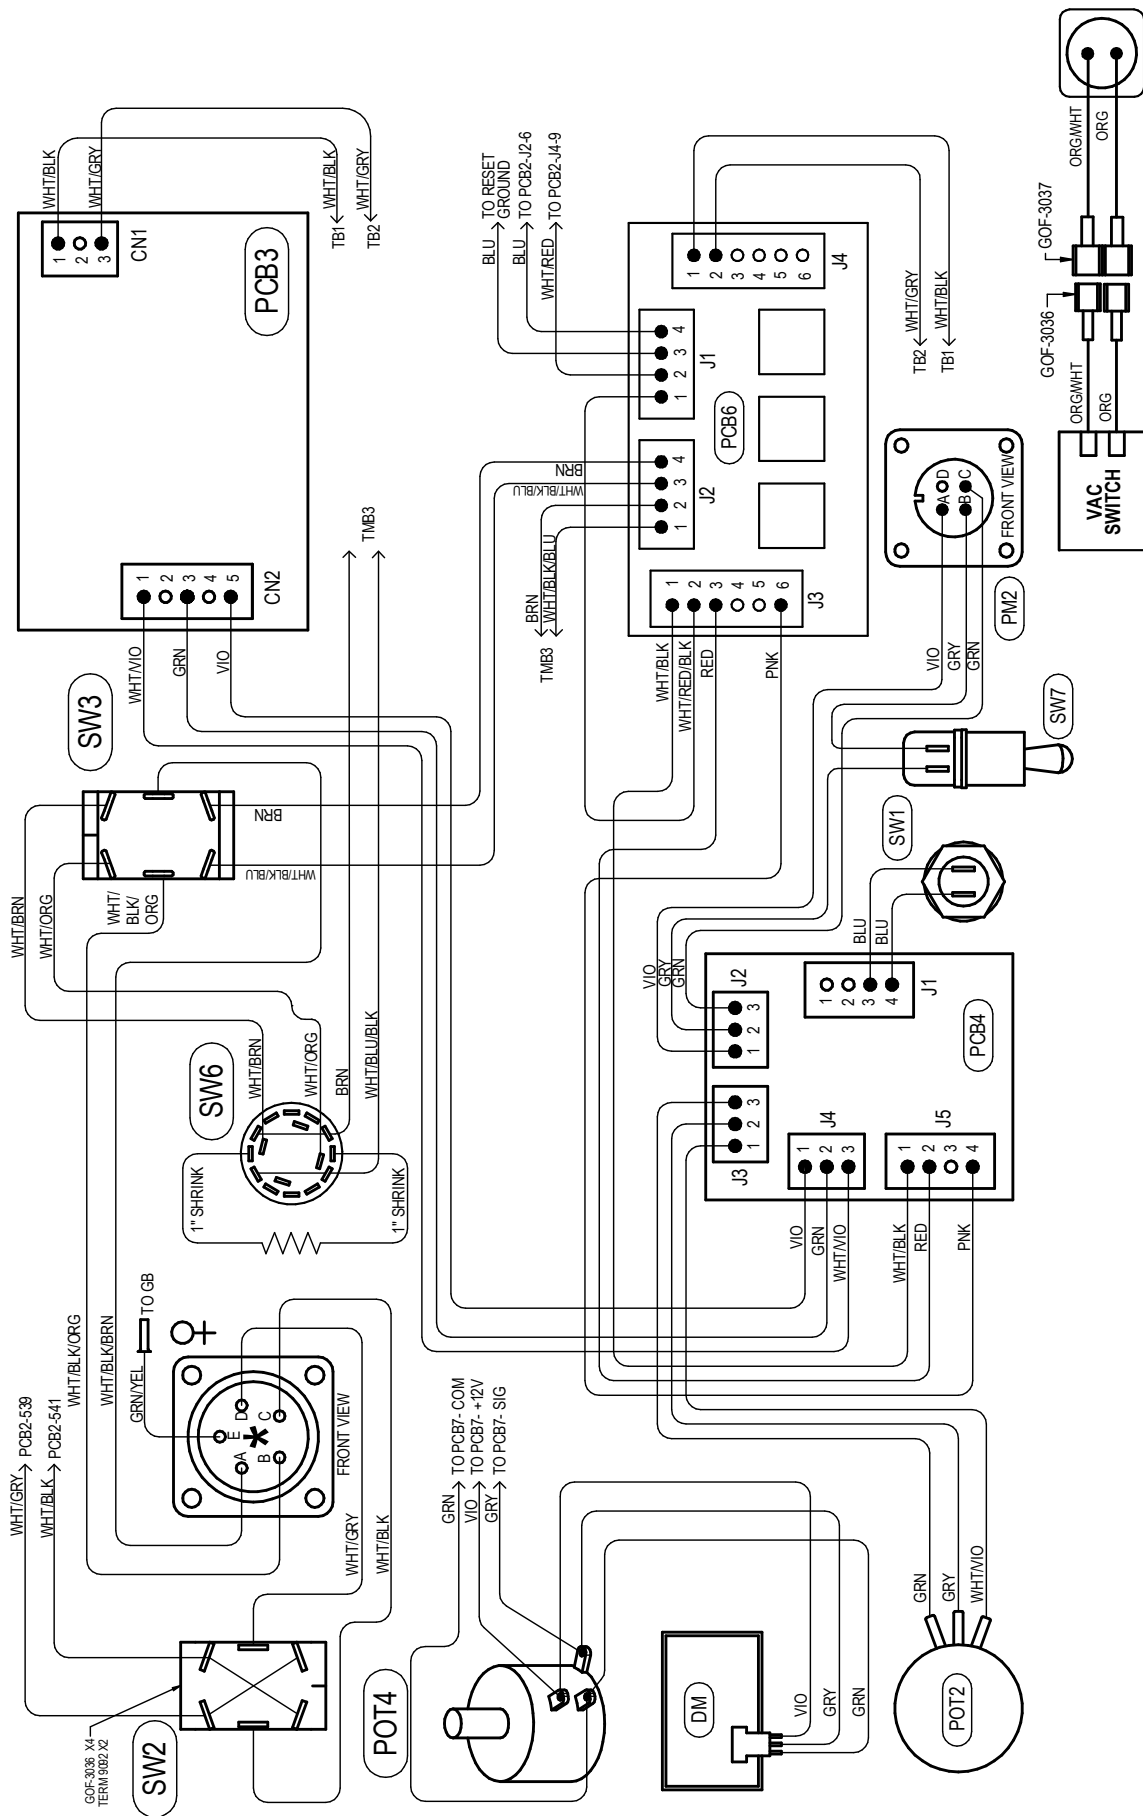 WHT/BLK
WHT/GRY
TB1
WHT/BLK
TB2
WHT/GRY
1
2
3
CN1
PCB3
1
2
3
4
5
CN2
WHT/VIO
GRN
VIO
TMB3
SW3
WHT/BRN
WHT/ORG
WHT/
BLK/
ORG
BRN
WHT/BLK/BLU
SW6
WHT/BRN
WHT/ORG
BRN
WHT/BLU/BLK
1" SHRINK
1" SHRINK
WHT/BLK/ORG
WHT/BLK/BRN
GRN/YEL
TO GB
A
B
C
D
E
*
FRONT VIEW
WHT/GRY
PCB2-539
WHT/BLK
PCB2-541
WHT/GRY
WHT/BLK
GOF-3036 X4
TERM 9092 X2
SW2
BLU
TO RESET
GROUND
BLU
TO PCB2-J2-6
WHT/RED
TO PCB2-J4-9
1
2
3
4
5
6
J4
1
2
3
4
J1
PCB6
1
2
3
4
J2
BRN
WHT/BLK/BLU
BRN
WHT/BLK/BLU
TMB3
1
2
3
4
5
6
J3
WHT/BLK
WHT/RED/BLK
RED
PNK
TB2
WHT/GRY
TB1
WHT/BLK
A
D
B
C
FRONT VIEW
PM2
VIO
GRY
GRN
SW7
SW1
BLU
BLU
VIO
GRY
GRN
1
2
3
J2
1
2
3
4
J1
PCB4
1
2
3
J3
1
2
3
J4
1
2
3
4
J5
VIO
GRN
WHT/VIO
WHT/BLK
RED
PNK
GRN
TO PCB7- COM
VIO
TO PCB7- +12V
GRY
TO PCB7- SIG
POT4
DM
VIO
GRY
GRN
POT2
GRN
GRY
WHT/VIO
ORG/WHT
ORG
GOF-3037
GOF-3036
ORG/WHT
ORG
VAC
SWITCH